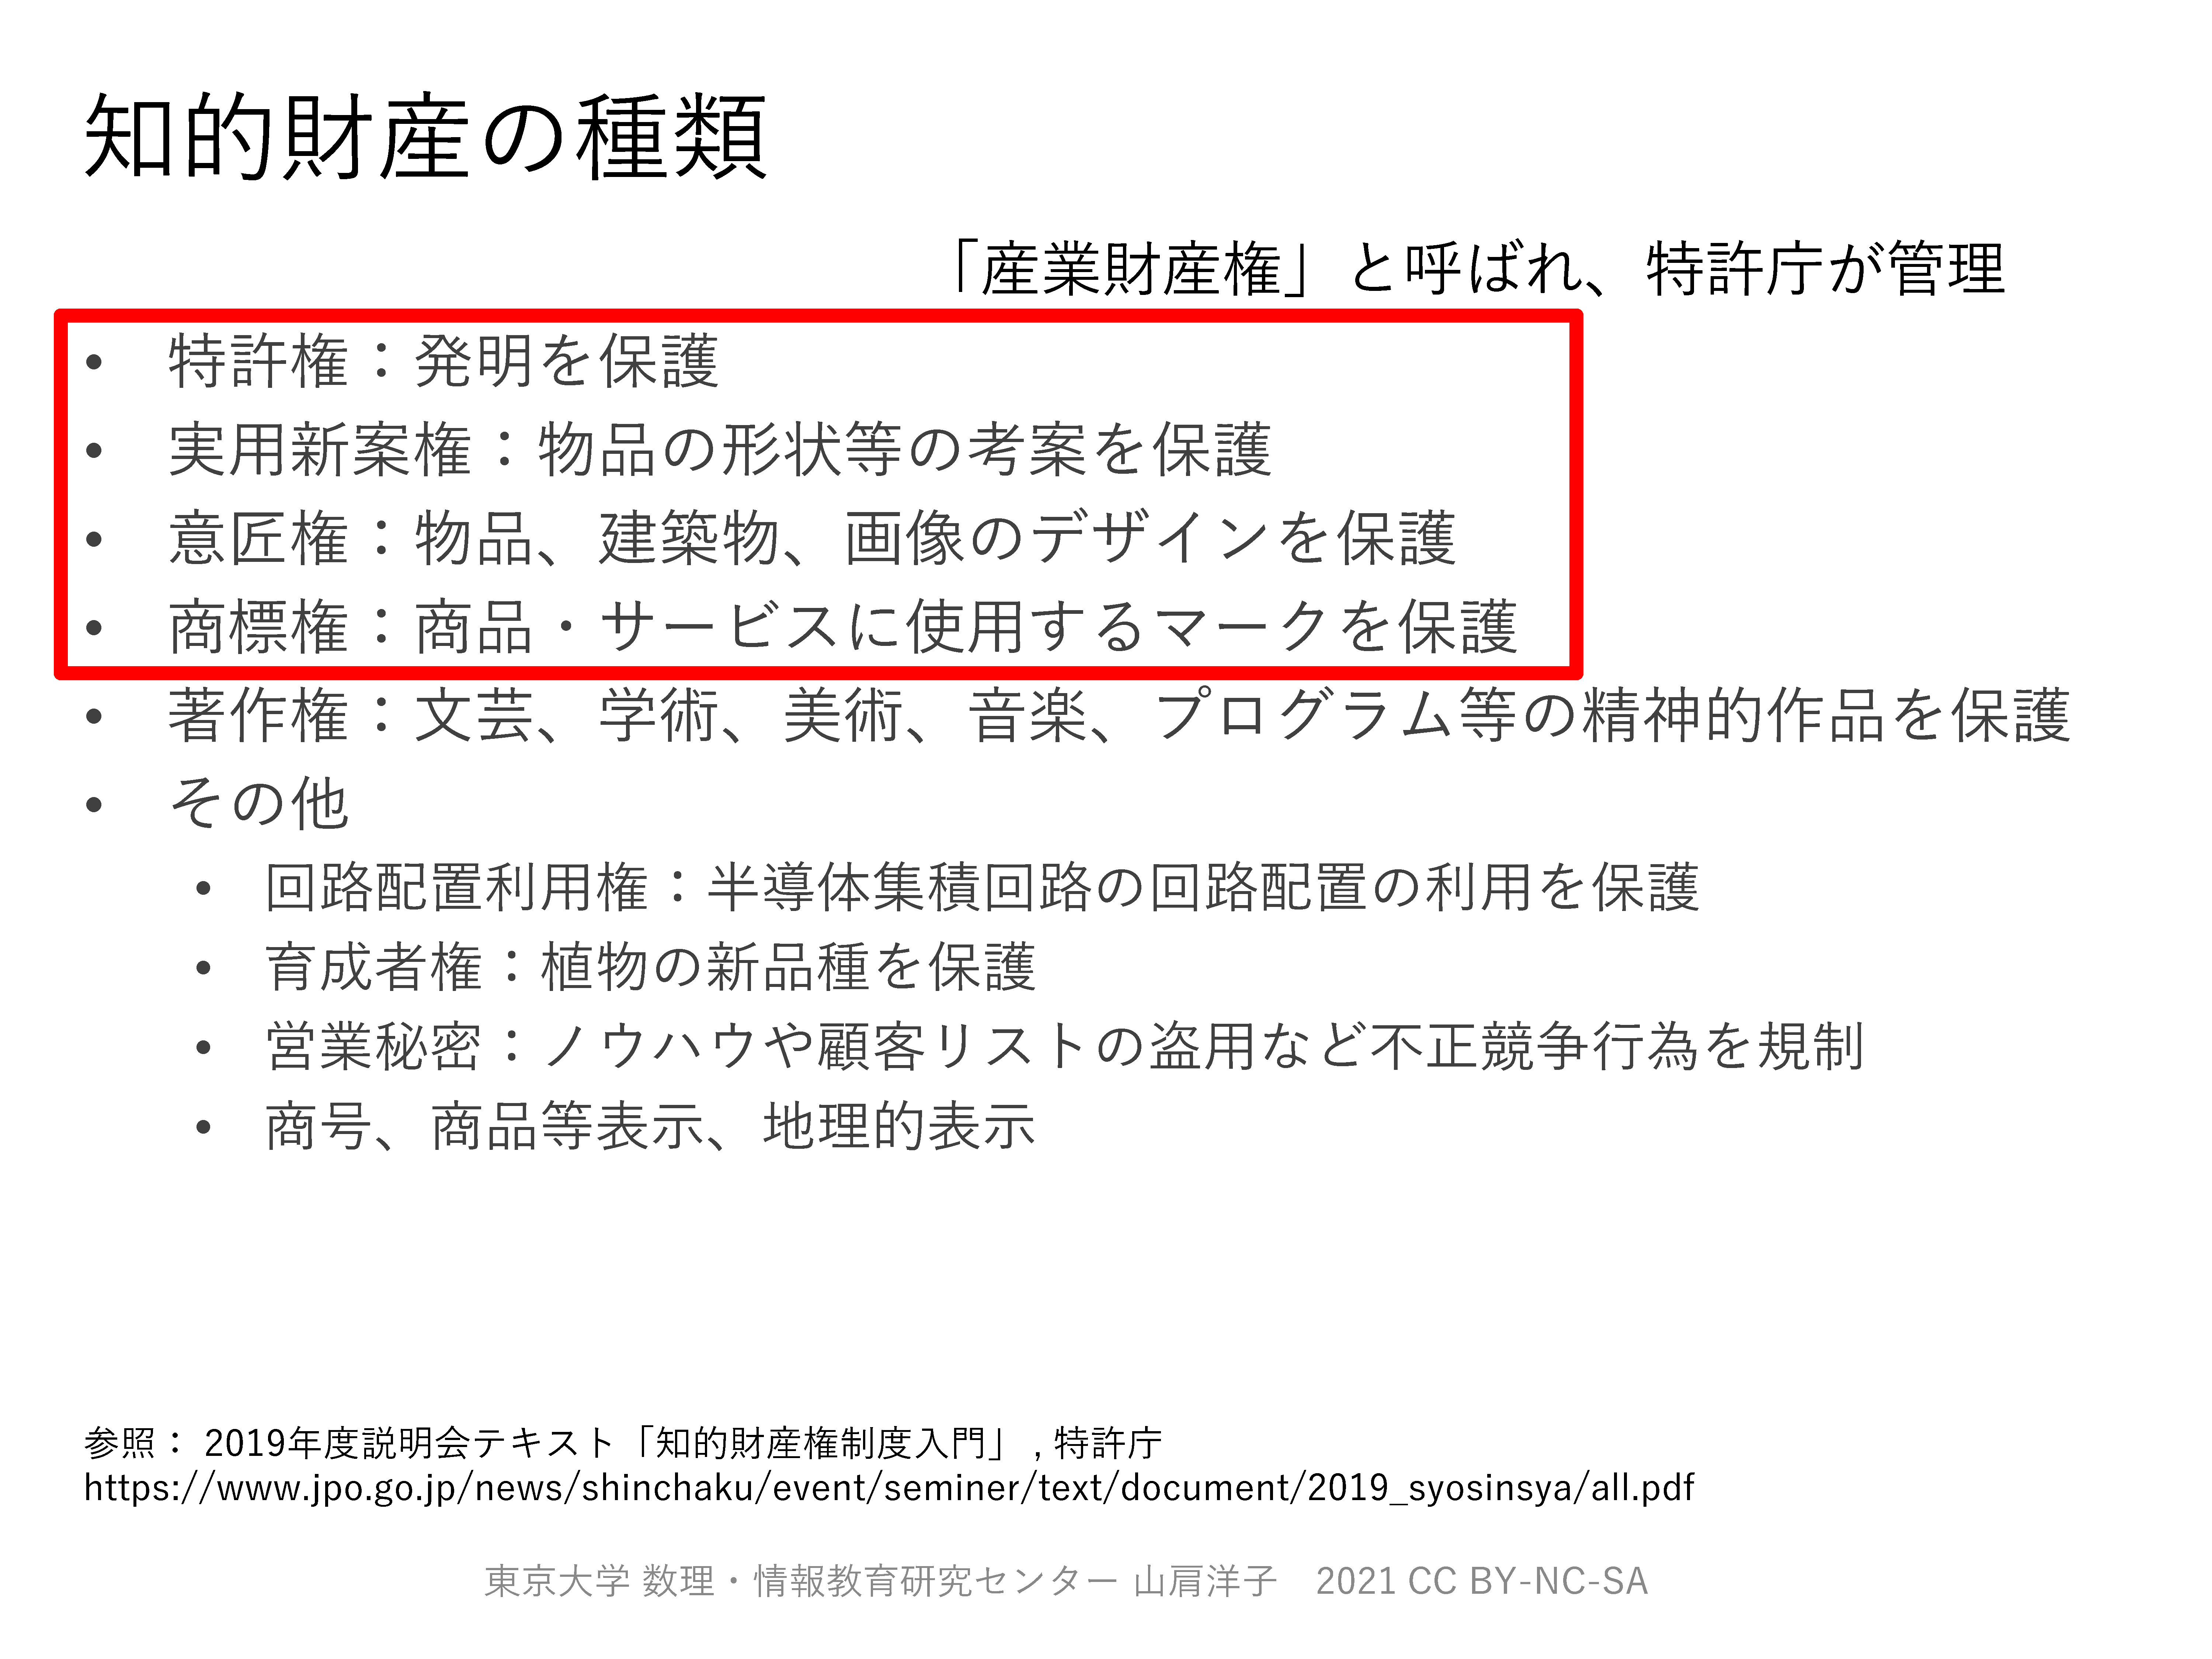 知的財産の種類
「産業財産権」と呼ばれ、特許庁が管理
• 特許権：発明を保護
• 実用新案権：物品の形状等の考案を保護
• 意匠権：物品、建築物、画像のデザインを保護
• 商標権：商品・サービスに使用するマークを保護
• 著作権：文芸、学術、美術、音楽、プログラム等の精神的作品を保護
• その他
• 回路配置利用権：半導体集積回路の回路配置の利用を保護
• 育成者権：植物の新品種を保護
• 営業秘密：ノウハウや顧客リストの盗用など不正競争行為を規制
• 商号、商品等表示、地理的表示
参照： 2019年度説明会テキスト「知的財産権制度入門」 , 特許庁
https://www.jpo.go.jp/news/shinchaku/event/seminer/text/document/2019_syosinsya/all.pdf
東京大学 数理・情報教育研究センター 山肩洋子　2021 CC BY-NC-SA